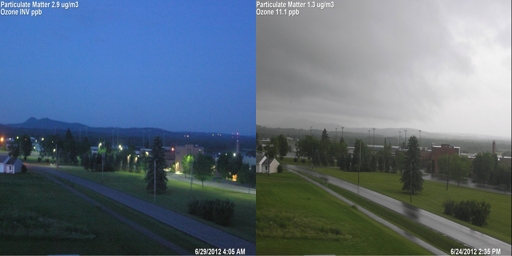 Particulate Matter 2.9 ug/m3
Ozone INV ppb
6/29/2012 4:05 AM
Particulate Matter 1.3 ug/m3
Ozone 11.1 ppb
6/24/2012 2:35 PM